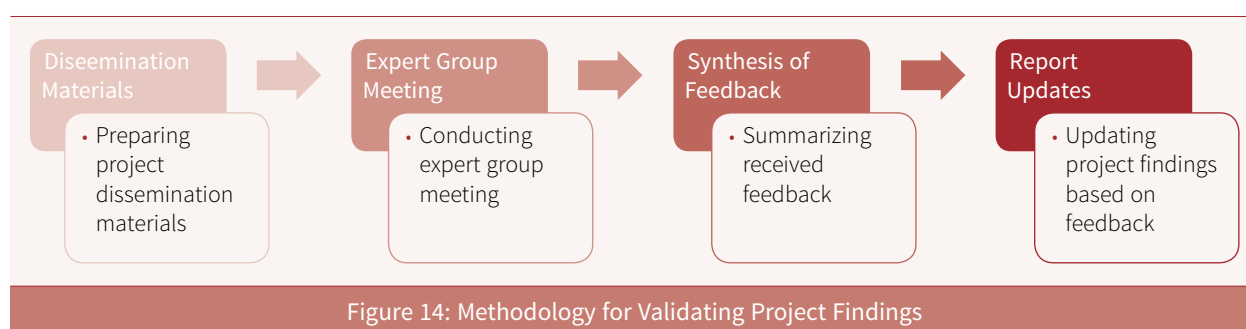 Diseemination
Materials
• Preparing
project
dissemination
materials
Expert Group
Meeting
• Conducting
expert group
meeting
Synthesis of
Feedback
• Summarizing
received
feedback
Report
Updates
• Updating
project findings
based on
feedback
Figure 14: Methodology for Validating Project Findings